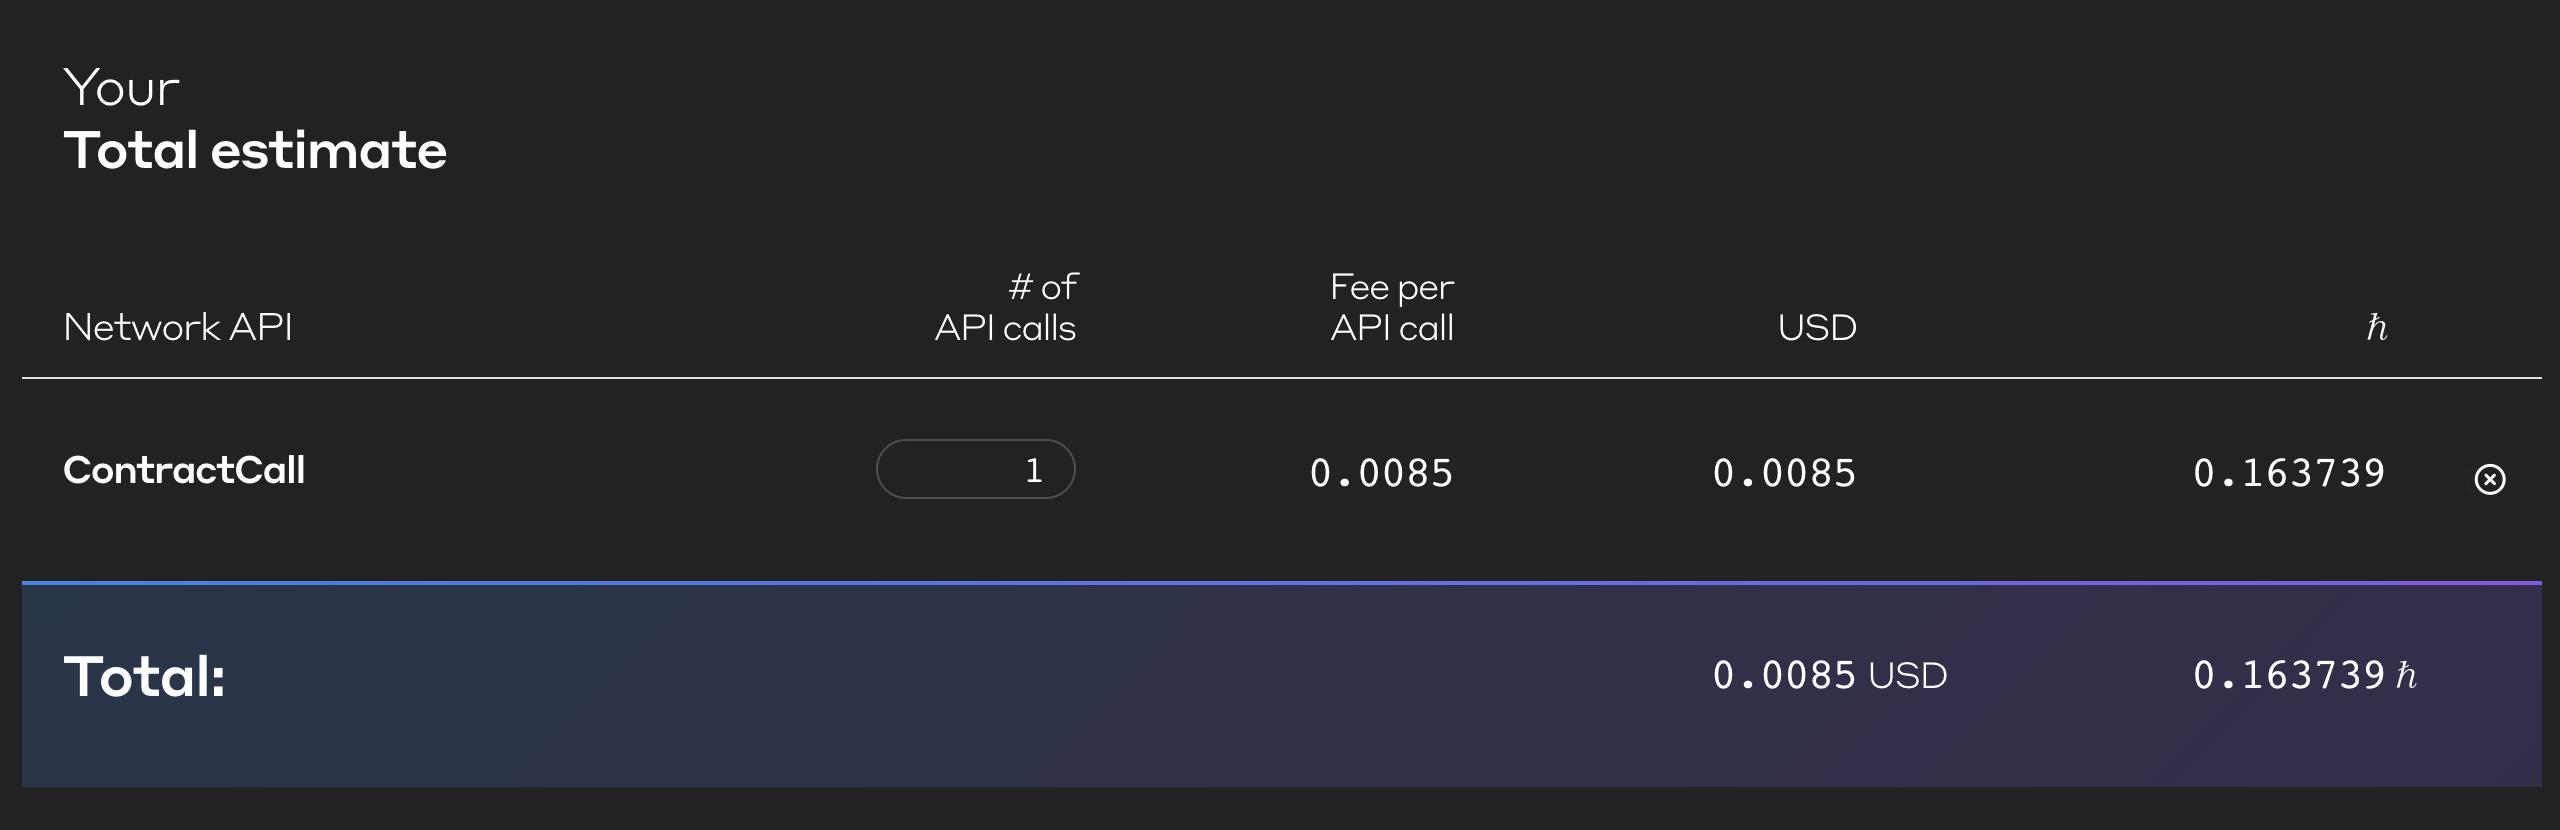 Your
Total estimate
Network API # of API calls Fee per API call USD ℏ
ContractCall 1 0.0085 0.0085 0.163739
Total: 0.0085 USD 0.163739 ℏ